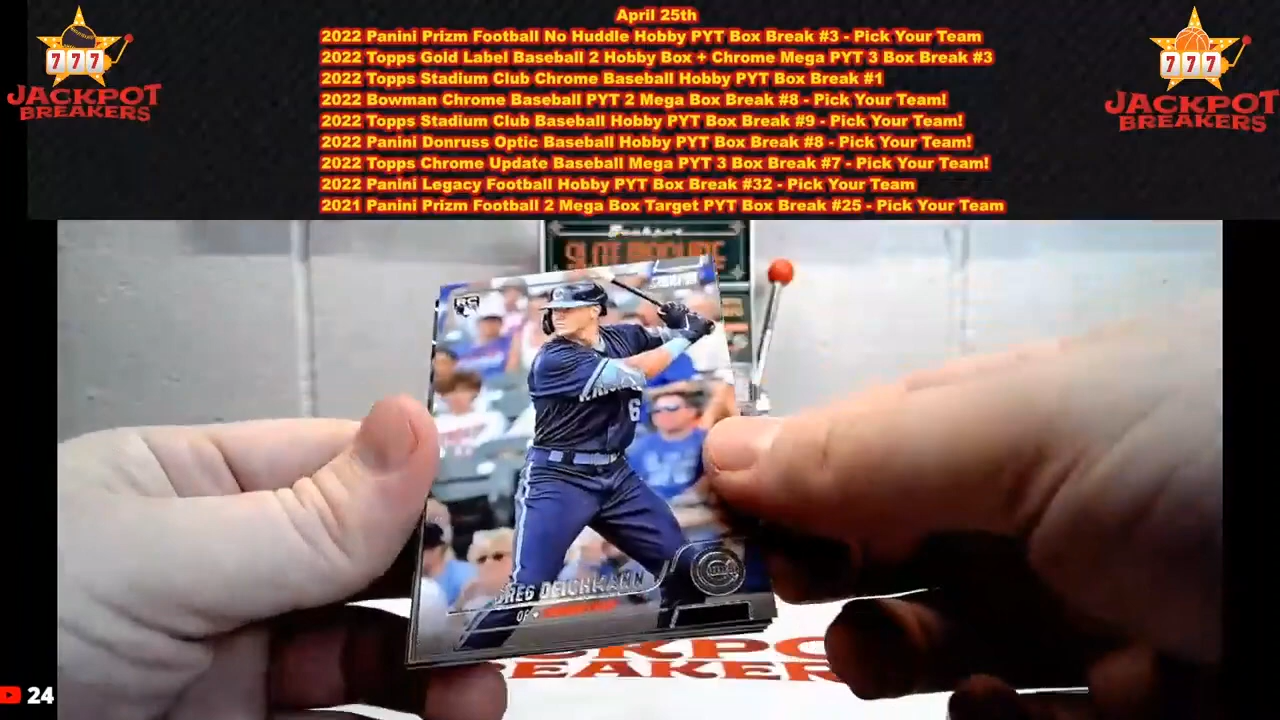 April 25th
2022 Panini Prizm Football No Huddle Hobby PYT Box Break #3 - Pick Your Team
2022 Topps Gold Label Baseball 2 Hobby Box + Chrome Mega PYT 3 Box Break #3
2022 Topps Stadium Club Chrome Baseball Hobby PYT Box Break #1
2022 Bowman Chrome Baseball PYT 2 Mega Box Break #8 - Pick Your Team!
2022 Topps Stadium Club Baseball Hobby PYT Box Break #9 - Pick Your Team!
2022 Panini Donruss Optic Baseball Hobby PYT Box Break #8 - Pick Your Team!
2022 Topps Chrome Update Baseball Mega PYT 3 Box Break #7 - Pick Your Team!
2022 Panini Legacy Football Hobby PYT Box Break #32 - Pick Your Team
2021 Panini Prizm Football 2 Mega Box Target PYT Box Break #25 - Pick Your Team
777
JACKPOT
BREAKERS
777
JACKPOT
BREAKERS
SLOT MACHINE
RC
6
GREG DEICHMANN
OF
BREAKERS
24